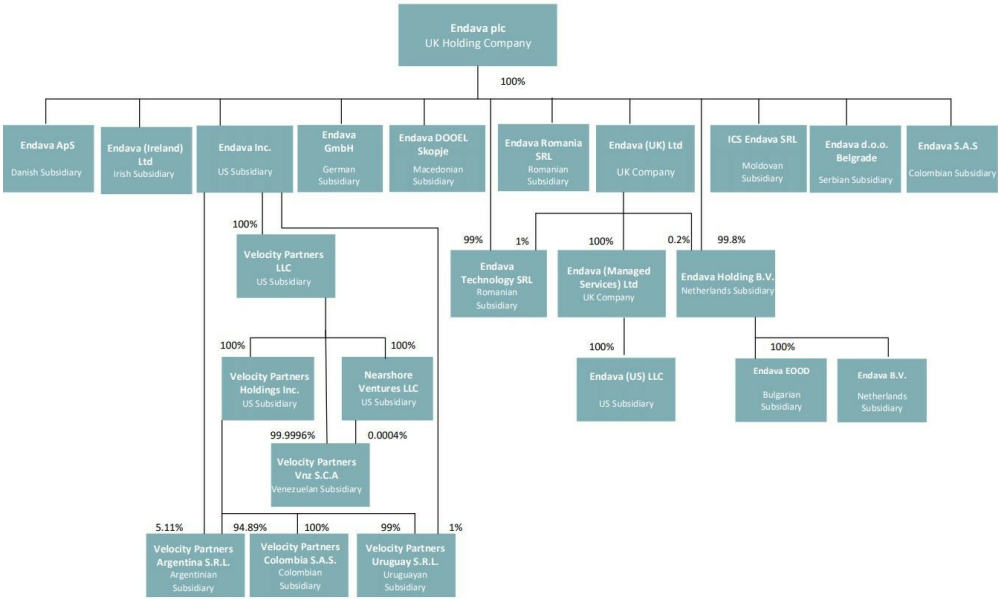 Endava plc
UK Holding Company
100%
Endava ApS
Danish Subsidiary
Endava (Ireland)
Ltd
Irish Subsidiary
Endava Inc.
US Subsidiary
Endava
GmbH
German
Subsidiary
Endava DOOEL
Skopje
Macedonian
Subsidiary
Endava Romania
SRL
Romanian
Subsidiary
Endava (UK) Ltd
UK Company
ICS Endava SRL
Moldovan
Subsidiary
Endava d.o.o.
Belgrade
Serbian Subsidiary
Endava S.A.S
Colombian Subsidiary
100%
99%
1%
100%
0.2%
99.8%
Velocity Partners
LLC
US Subsidiary
Endava
Technology SRL
Romanian
Subsidiary
Endava (Managed
Services) Ltd
UK Company
Endava Holding B.V.
Netherlands Subsidiary
100%
100%
100%
100%
Velocity Partners
Holdings Inc.
US Subsidiary
Nearshore
Ventures LLC
US Subsidiary
Endava (US) LLC
US Subsidiary
Endava EOOD
Bulgarian
Subsidiary
Endava B.V.
Netherlands
Subsidiary
99.9996%
0.0004%
Velocity Partners
Vnz S.C.A
Venezuelan Subsidiary
5.11%
94.89%
100%
99%
1%
Velocity Partners
Argentina S.R.L.
Argentinian
Subsidiary
Velocity Partners
Colombia S.A.S.
Colombian
Subsidiary
Velocity Partners
Uruguay S.R.L.
Uruguayan
Subsidiary